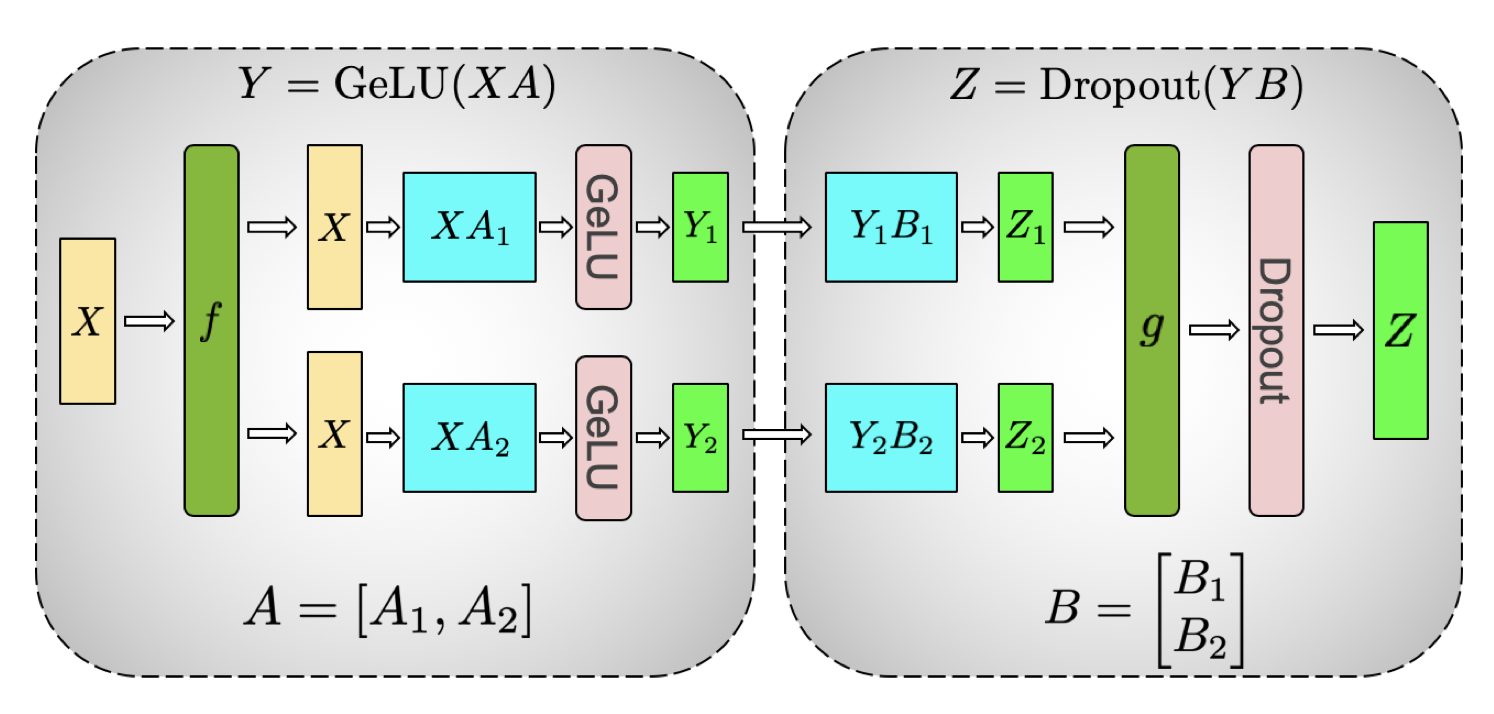 Y = GeLU(XA)
X
f
X
XA₁
GeLU
Y₁
X
XA₂
GeLU
Y₂
A = [A₁, A₂]
Z = Dropout(YB)
Y₁B₁
Z₁
Y₂B₂
Z₂
g
Dropout
Z
B = [B₁
B₂]